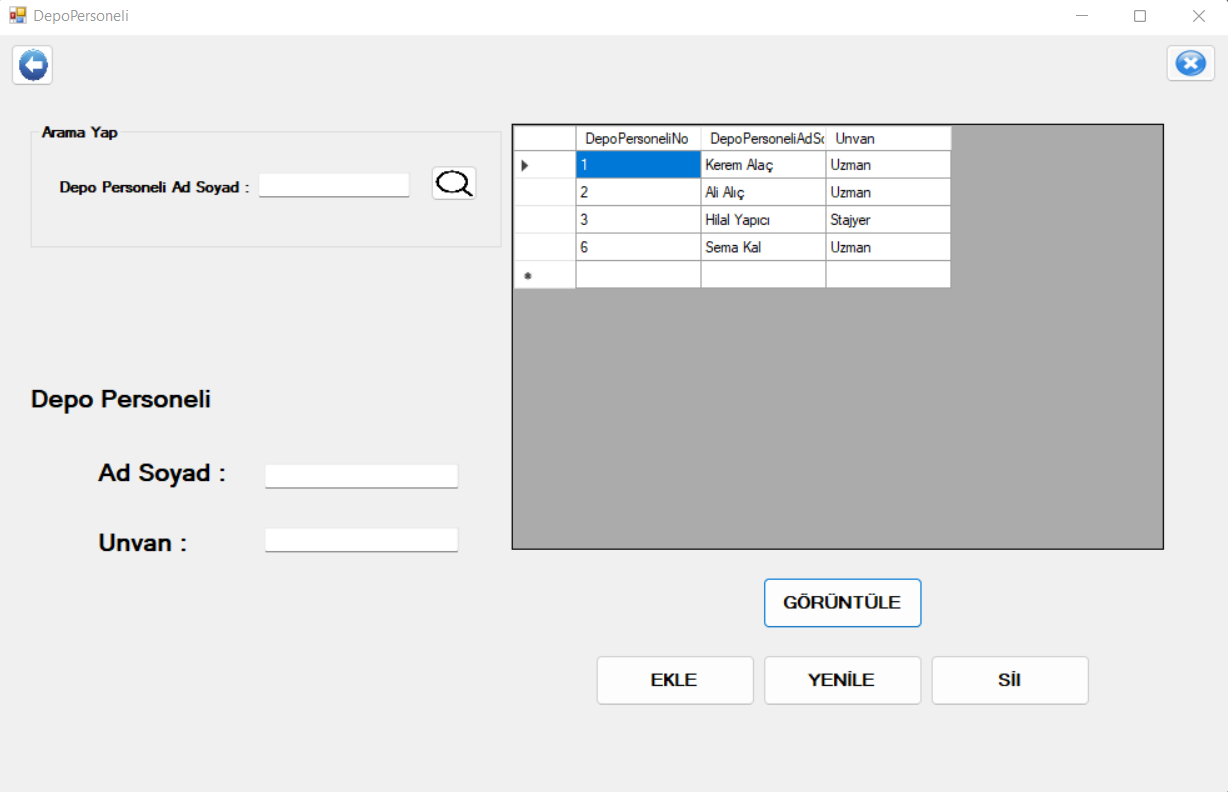 DepoPersoneli
Arama Yap
Depo Personeli Ad Soyad :
DepoPersoneliNo DepoPersoneliAdSo Unvan
1 Kerem Alaç Uzman
2 Ali Alıç Uzman
3 Hilal Yapıcı Stajyer
6 Sema Kal Uzman
Depo Personeli
Ad Soyad :
Unvan :
GÖRÜNTÜLE
EKLE YENİLE SİI